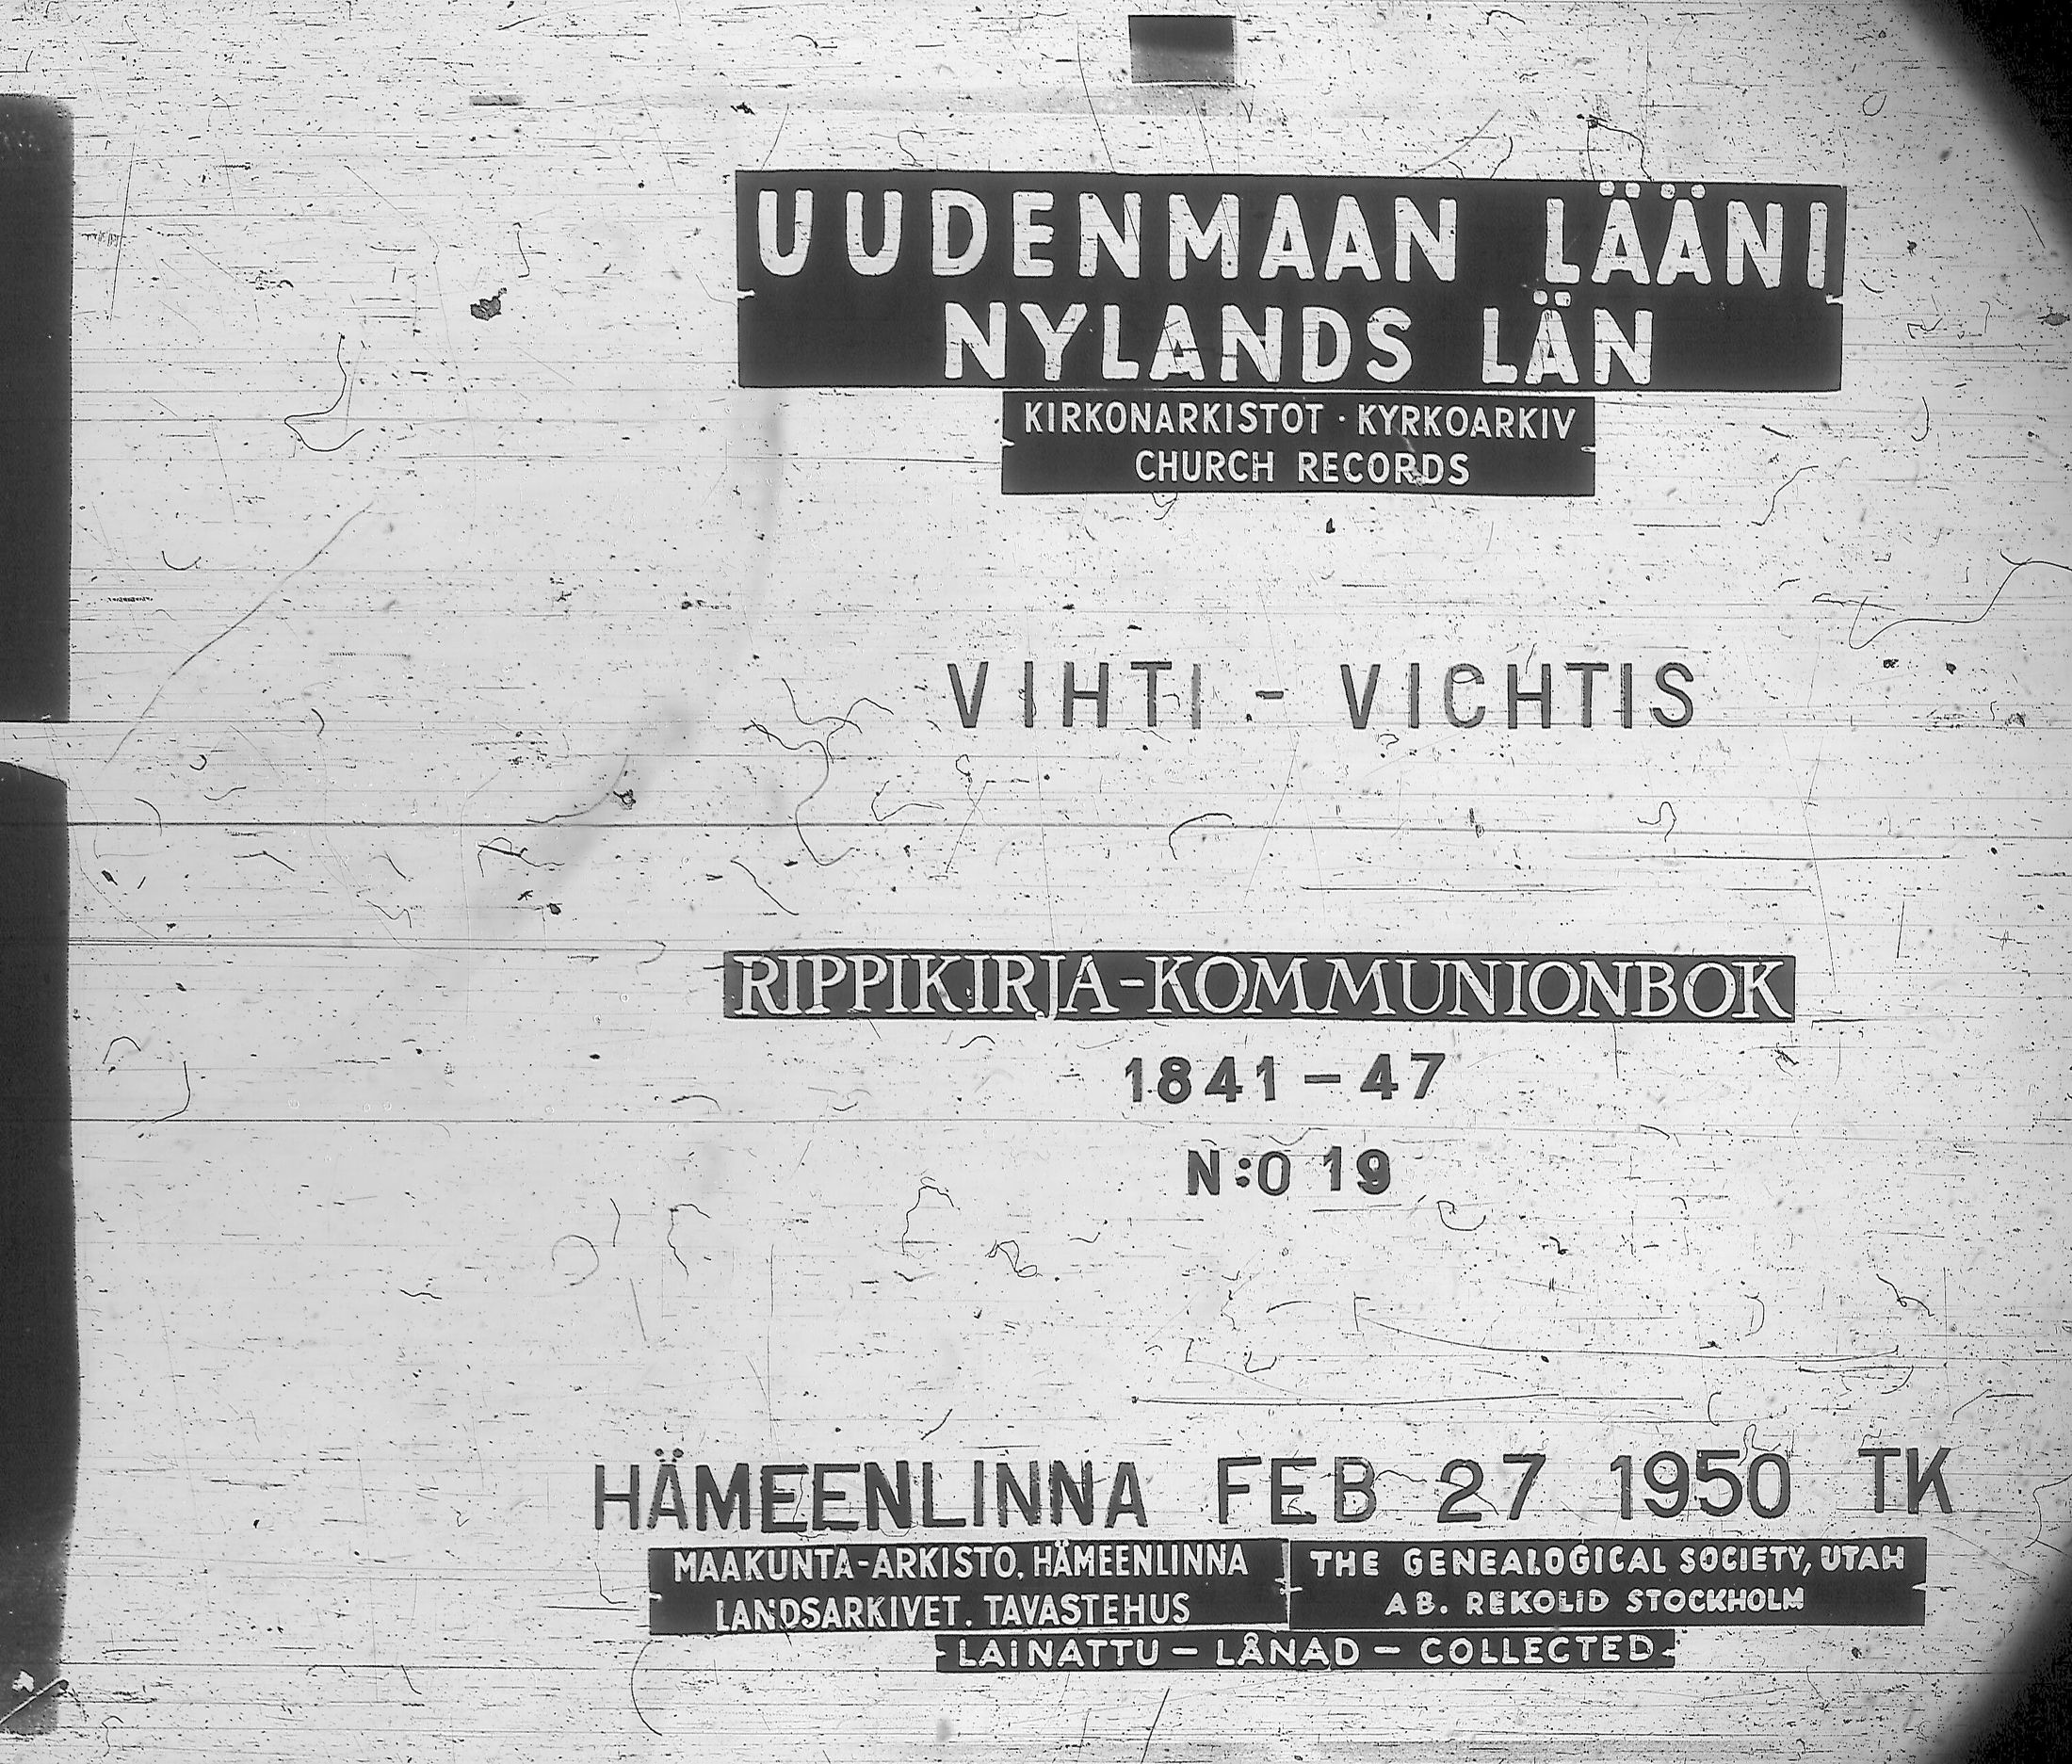 UUDENMAAN LÄÄNI
NYLANDS LÄN
KIRKONARKISTOT · KYRKOARKIV
CHURCH RECORDS
VIHTI - VICHTIS
RIPPIKIRJA-KOMMUNIONBOK
1841 - 47
N:O 19
HÄMEENLINNA FEB 27 1950 TK
MAAKUNTA-ARKISTO, HÄMEENLINNA
LANDSARKIVET. TAVASTEHUS
THE GENEALOGICAL SOCIETY, UTAH
AB. REKOLID STOCKHOLM
LAINATTU - LÅNAD - COLLECTED